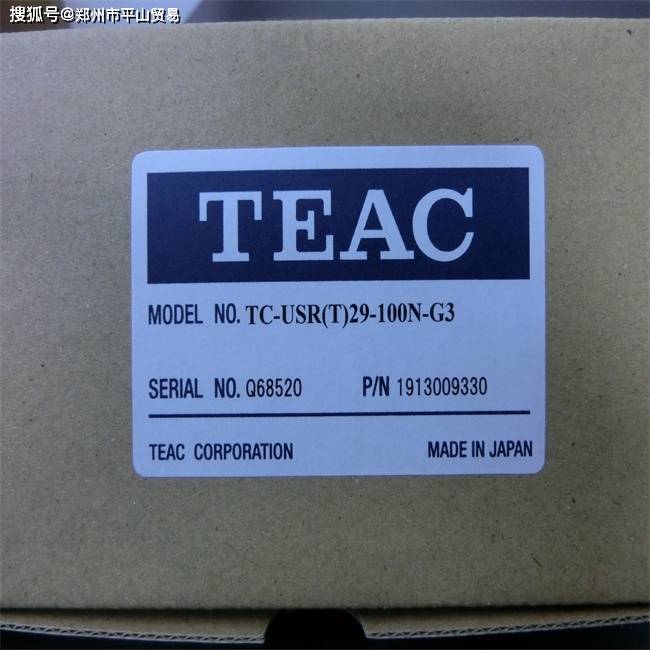 搜狐号@郑州市平山贸易
TEAC
MODEL NO. TC-USR(T)29-100N-G3
SERIAL NO. Q68520 P/N 1913009330
TEAC CORPORATION MADE IN JAPAN